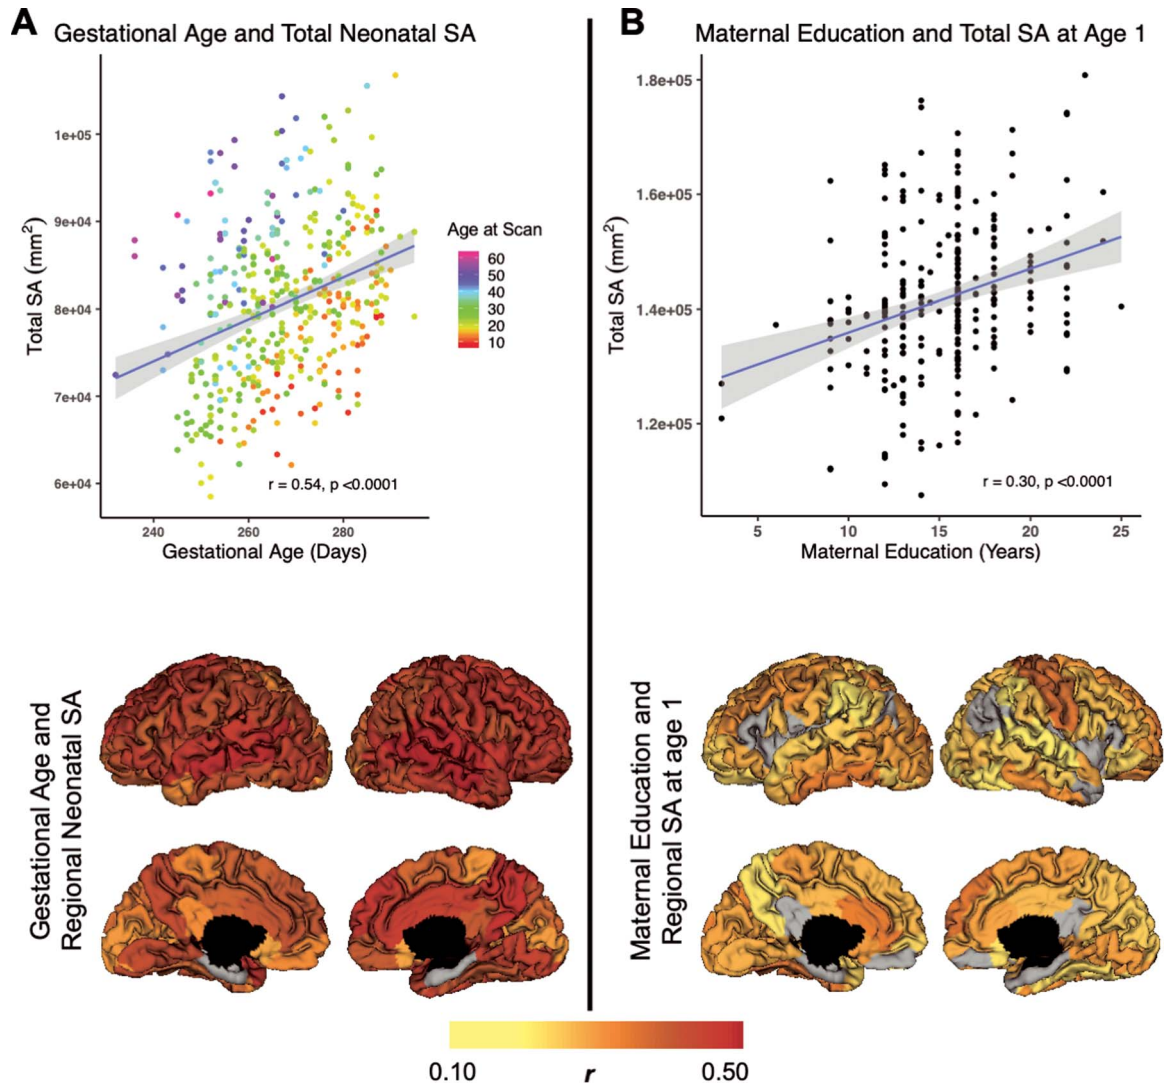 A
Gestational Age and Total Neonatal SA
Total SA (mm²)
1e+05
9e+04
8e+04
7e+04
6e+04
r = 0.54, p <0.0001
240 260 280
Gestational Age (Days)
Age at Scan
60
50
40
30
20
10
B
Maternal Education and Total SA at Age 1
Total SA (mm²)
1.8e+05
1.6e+05
1.4e+05
1.2e+05
r = 0.30, p <0.0001
5 10 15 20 25
Maternal Education (Years)
Gestational Age and
Regional Neonatal SA
Maternal Education and
Regional SA at age 1
0.10 r 0.50